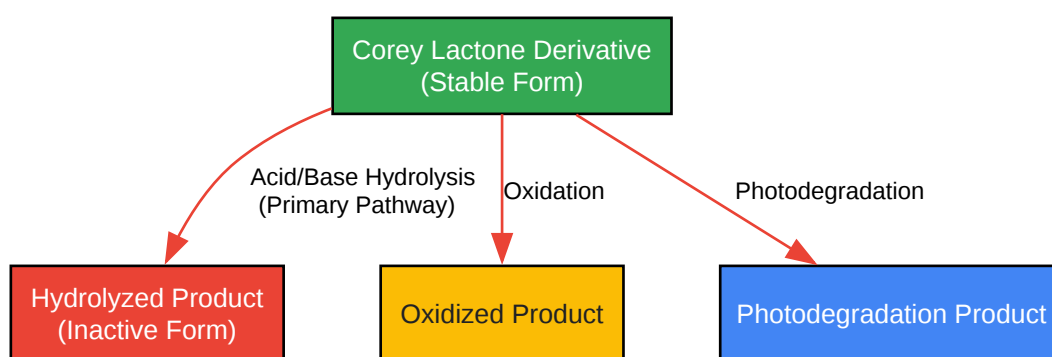 Corey Lactone Derivative
(Stable Form)
Acid/Base Hydrolysis
(Primary Pathway)
Oxidation
Photodegradation
Hydrolyzed Product
(Inactive Form)
Oxidized Product
Photodegradation Product